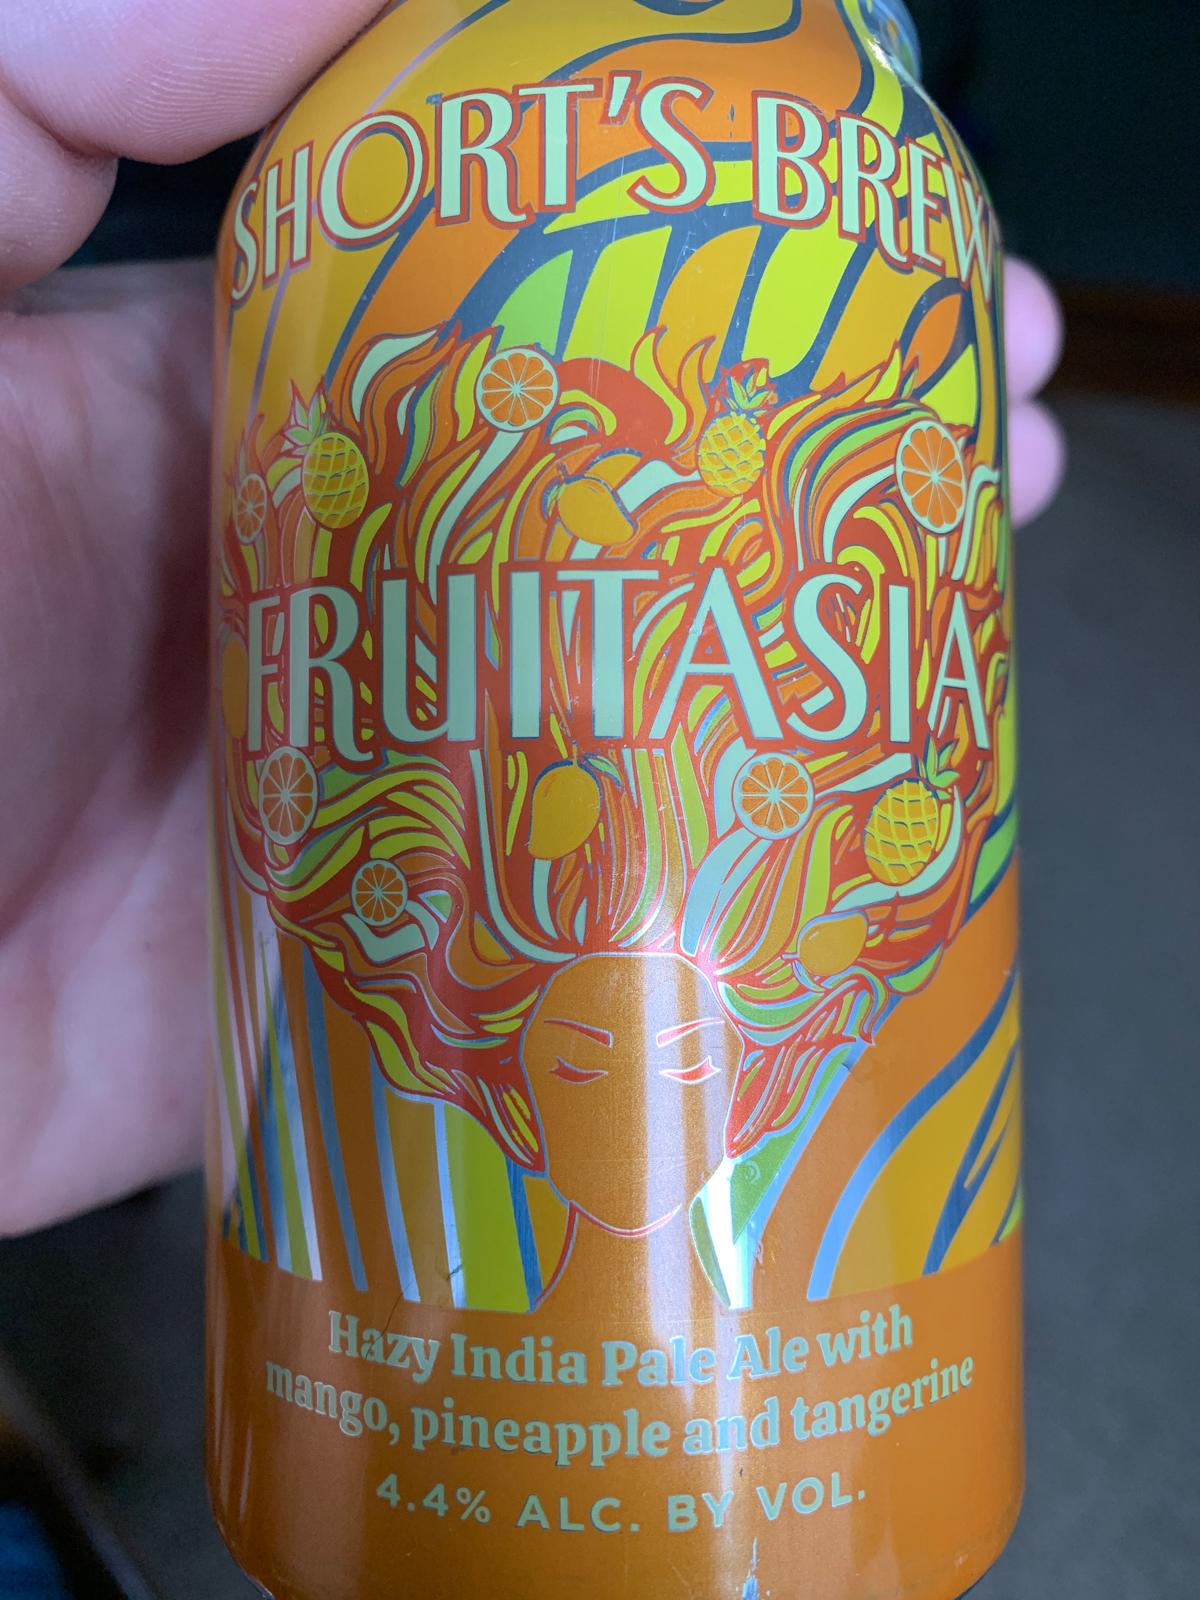 SHORT'S BREW
FRUITASIA
Hazy India Pale Ale with
mango, pineapple and tangerine
4.4% ALC. BY VOL.